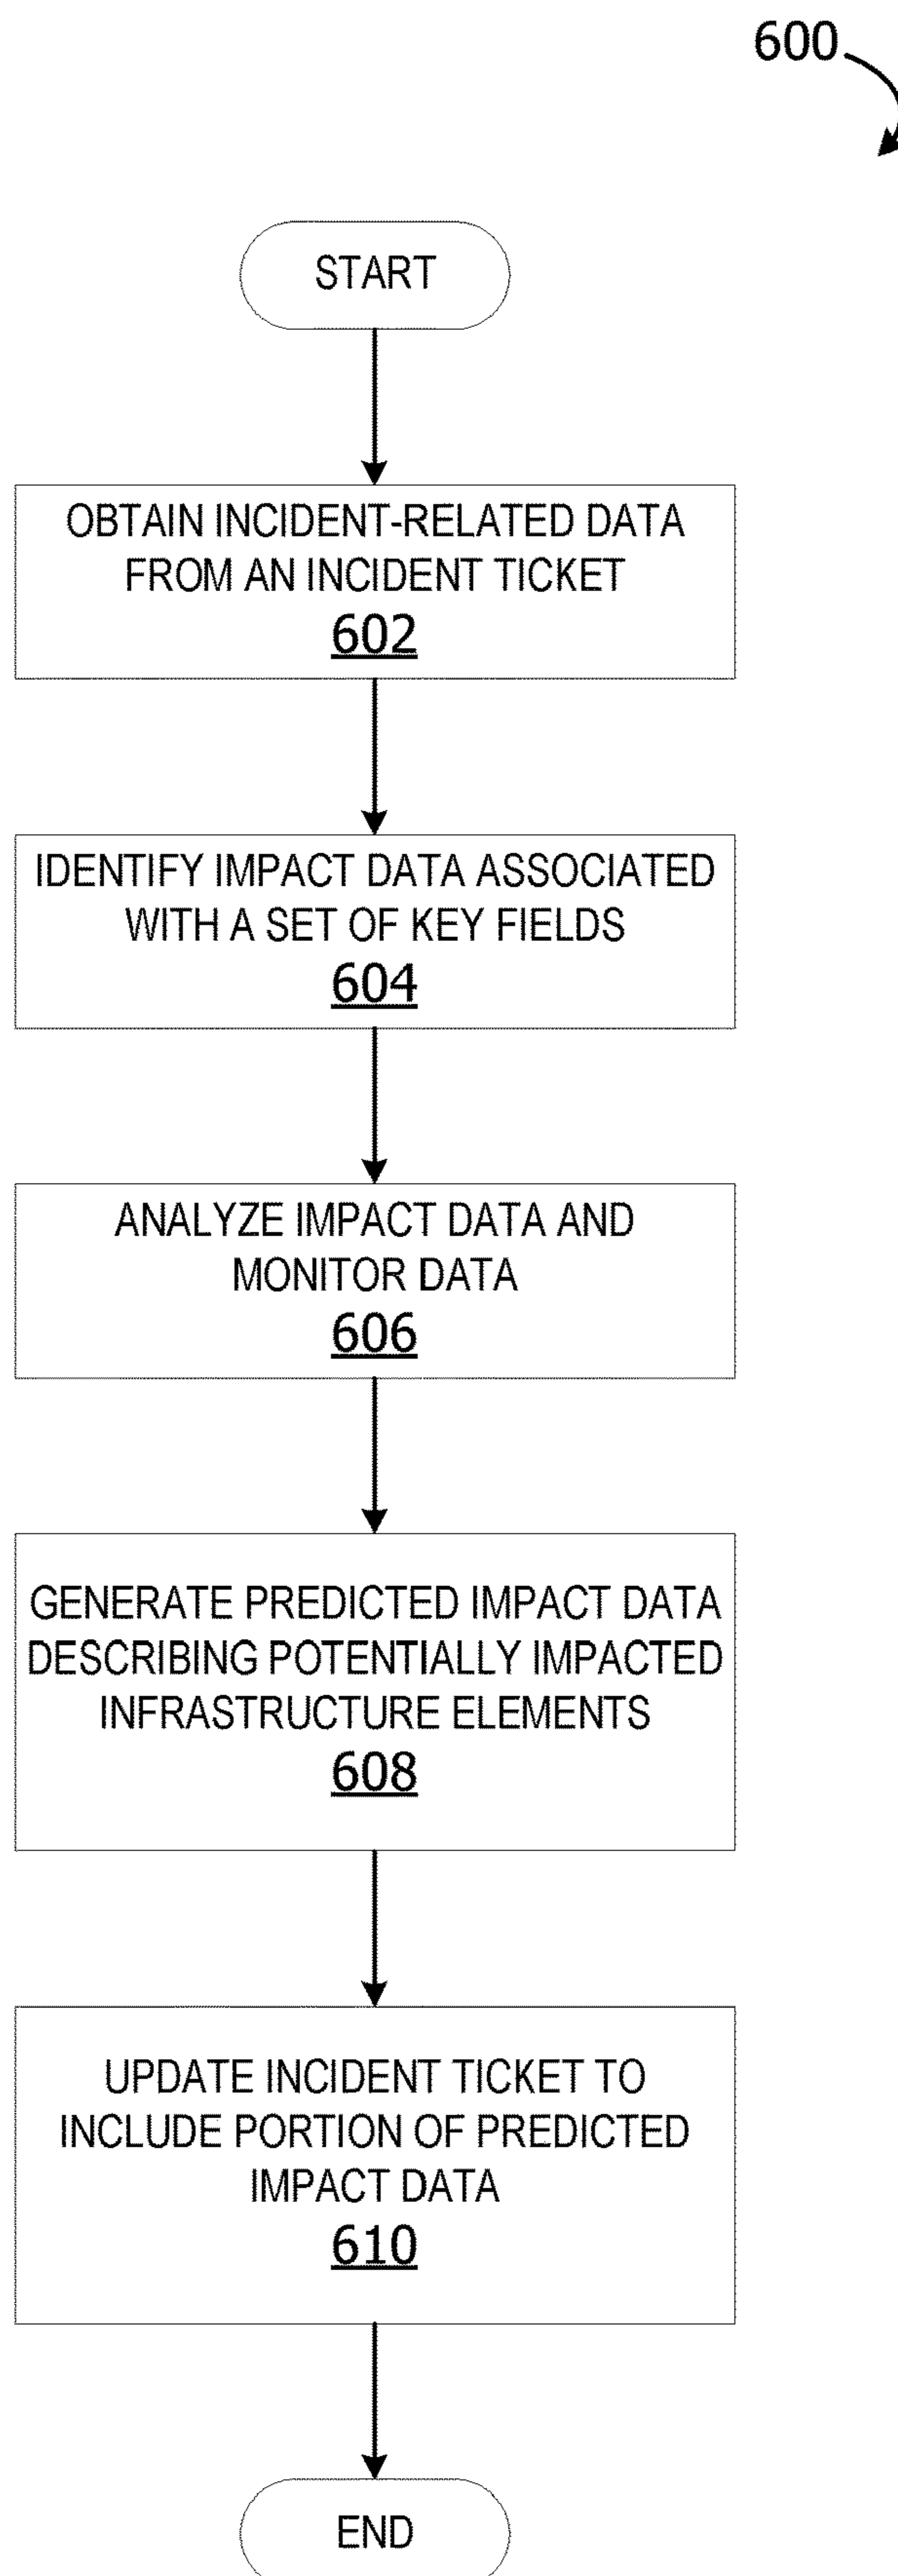 600
START
OBTAIN INCIDENT-RELATED DATA
FROM AN INCIDENT TICKET
602
IDENTIFY IMPACT DATA ASSOCIATED
WITH A SET OF KEY FIELDS
604
ANALYZE IMPACT DATA AND
MONITOR DATA
606
GENERATE PREDICTED IMPACT DATA
DESCRIBING POTENTIALLY IMPACTED
INFRASTRUCTURE ELEMENTS
608
UPDATE INCIDENT TICKET TO
INCLUDE PORTION OF PREDICTED
IMPACT DATA
610
END